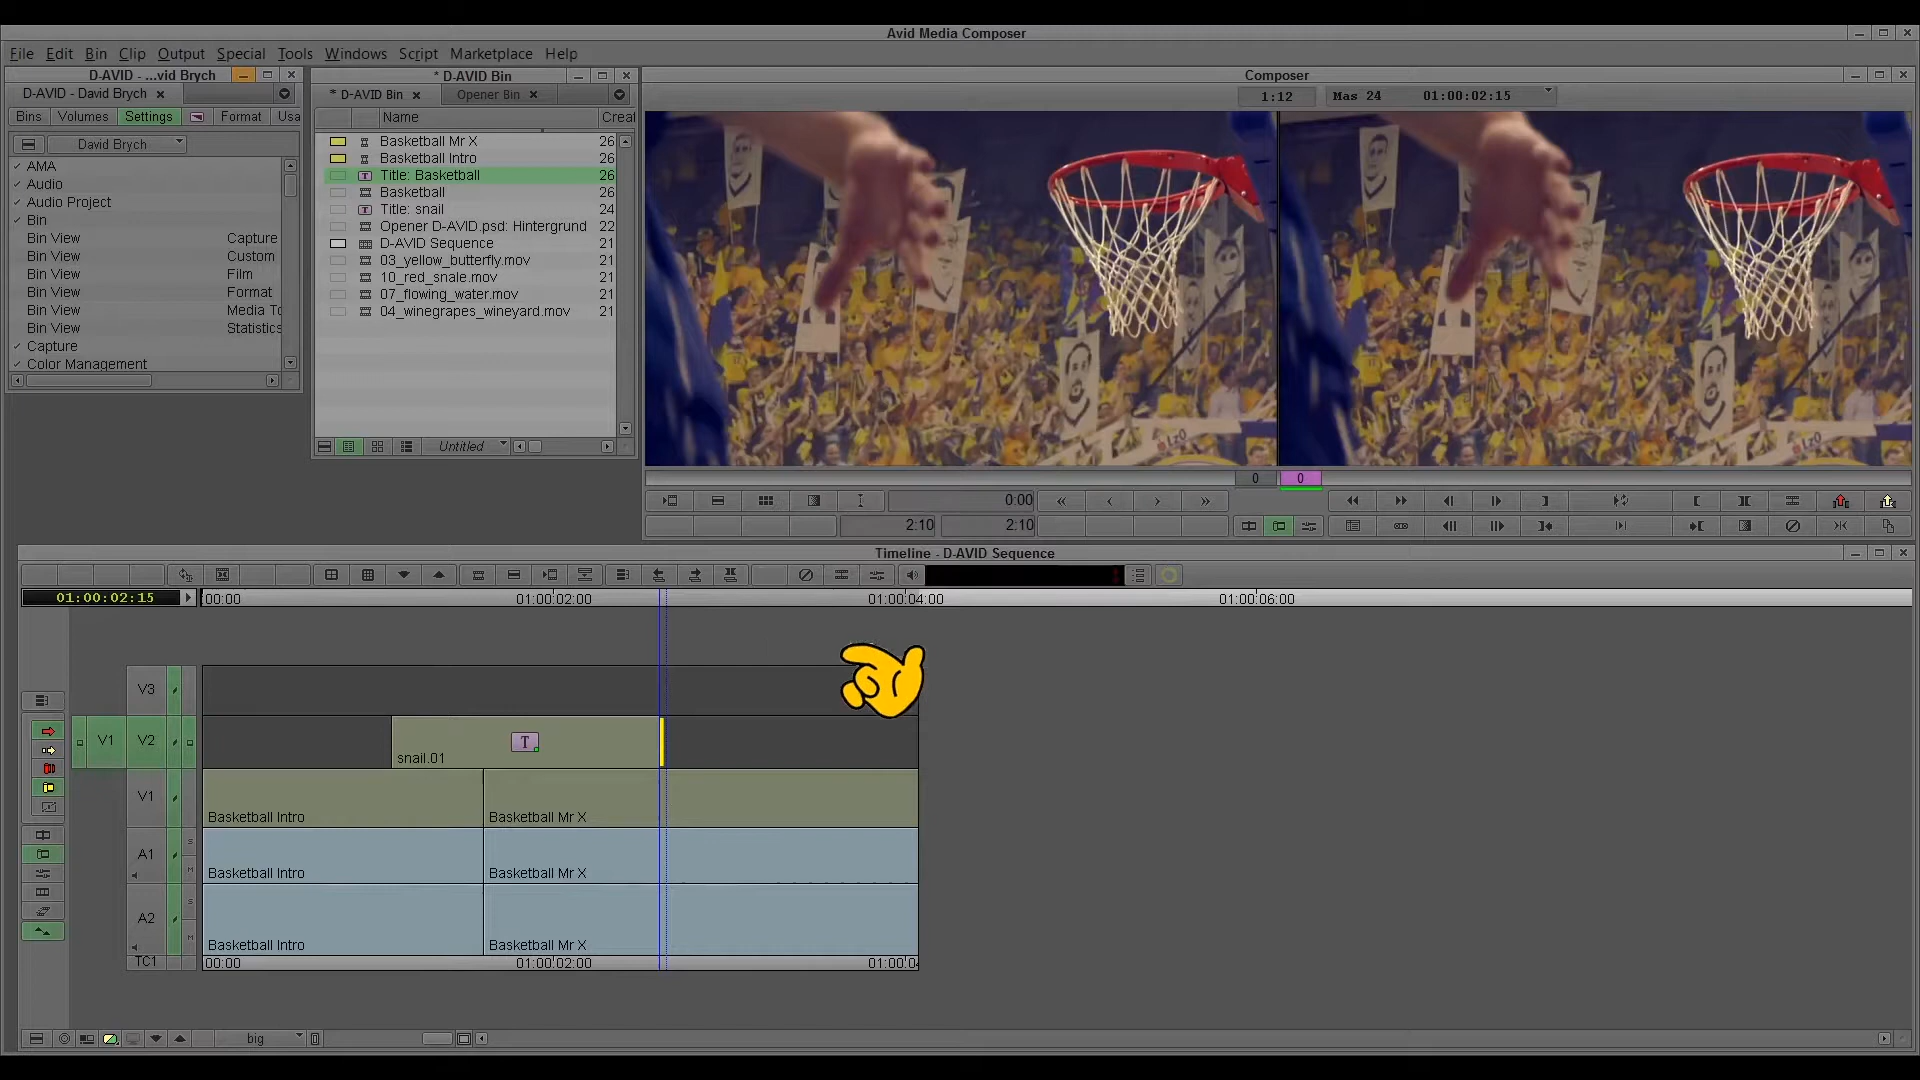 Avid Media Composer
File Edit Bin Clip Output Special Tools Windows Script Marketplace Help
D-AVID - ...vid Brych
D-AVID - David Brych
Bins Volumes Settings Format Usa
David Brych
AMA
Audio
Audio Project
Bin
Bin View Capture
Bin View Custom
Bin View Film
Bin View Format
Bin View Media To
Bin View Statistics
Capture
Color Management
* D-AVID Bin
* D-AVID Bin Opener Bin
Name Creat
Basketball Mr X 26
Basketball Intro 26
T Title: Basketball 26
Basketball 26
T Title: snail 24
Opener D-AVID.psd: Hintergrund 22
D-AVID Sequence 21
03_yellow_butterfly.mov 21
10_red_snale.mov 21
07_flowing_water.mov 21
04_winegrapes_wineyard.mov 21
Untitled
Composer
1:12 Mas 24 01:00:02:15
LzO LzO
0 0
0:00
2:10 2:10
Timeline - D-AVID Sequence
01:00:02:15 00:00 01:00:02:00 01:00:04:00 01:00:06:00
V3
V1 V2 T
snail.01
V1
Basketball Intro Basketball Mr X
A1 S
M
Basketball Intro Basketball Mr X
A2 S
M
Basketball Intro Basketball Mr X
TC1 00:00 01:00:02:00 01:00:0
big